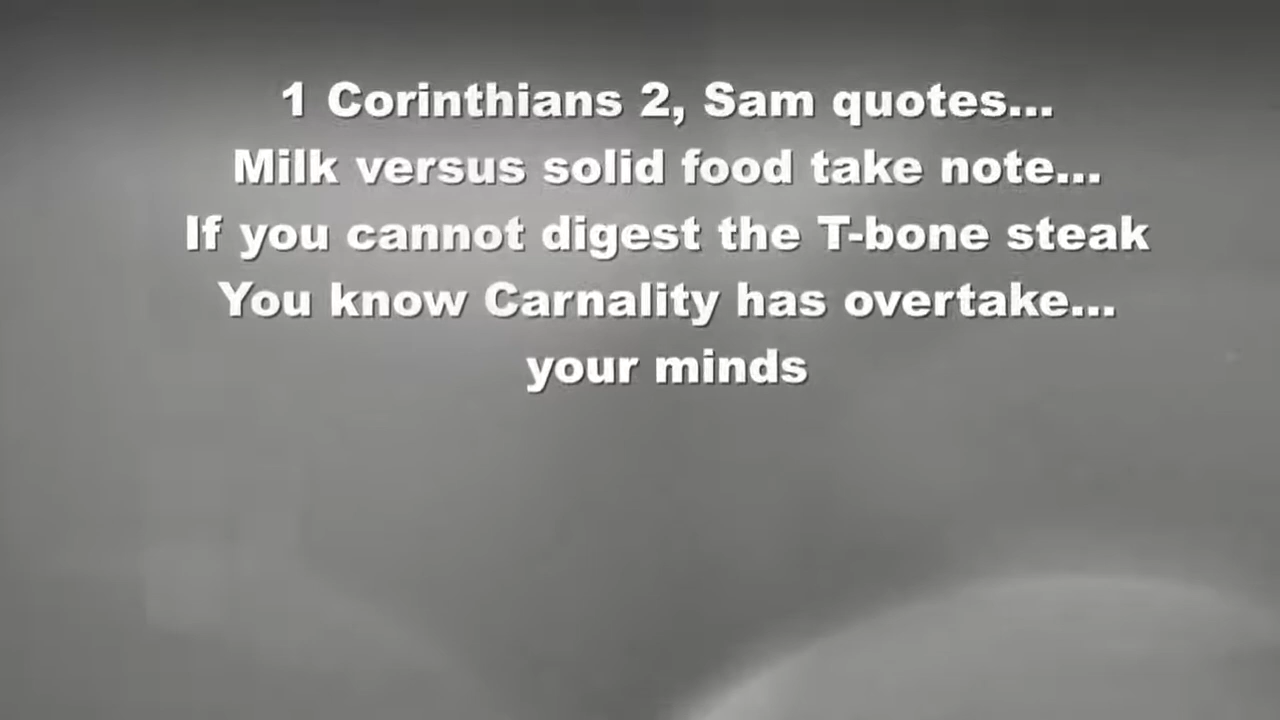 1 Corinthians 2, Sam quotes...
Milk versus solid food take note...
If you cannot digest the T-bone steak
You know Carnality has overtake...
your minds